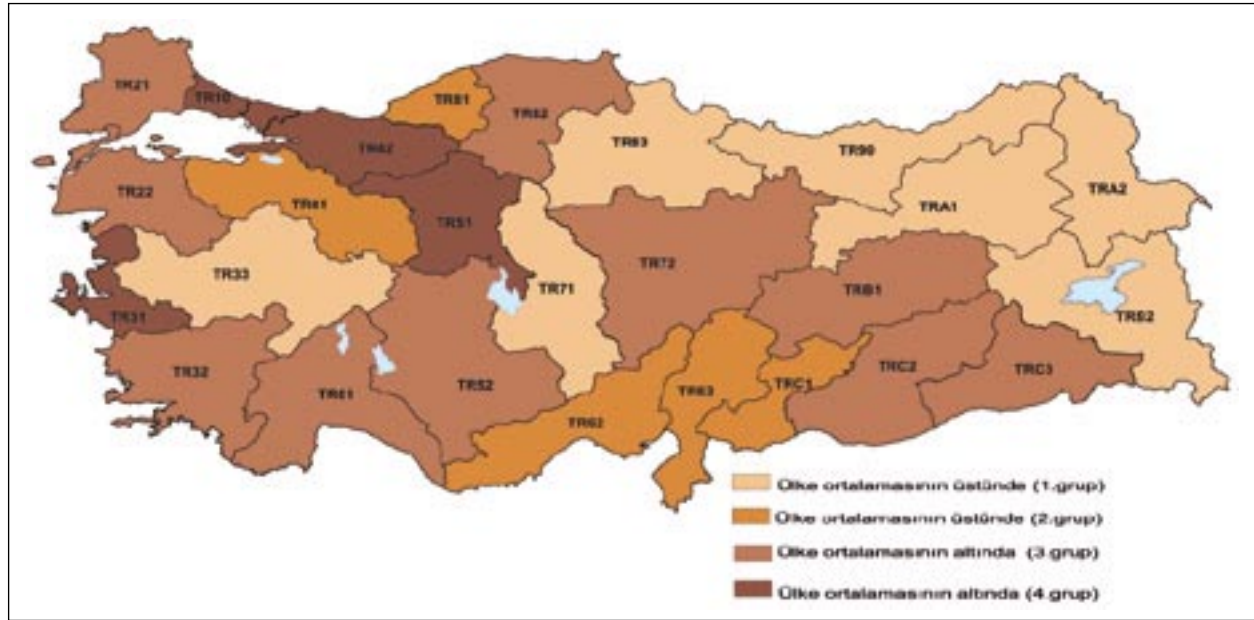 TR21
TR10
TR81
TR82
TR83
TR90
TR42
TRA2
TR22
TR41
TRA1
TR51
TR33
TR72
TR71
TRB1
TRB2
TR31
TR32
TR61
TR52
TR63
TRC1
TRC2
TRC3
TR62
Ülke ortalamasının üstünde (1.grup)
Ülke ortalamasının üstünde (2.grup)
Ülke ortalamasının altında (3.grup)
Ülke ortalamasının altında (4.grup)